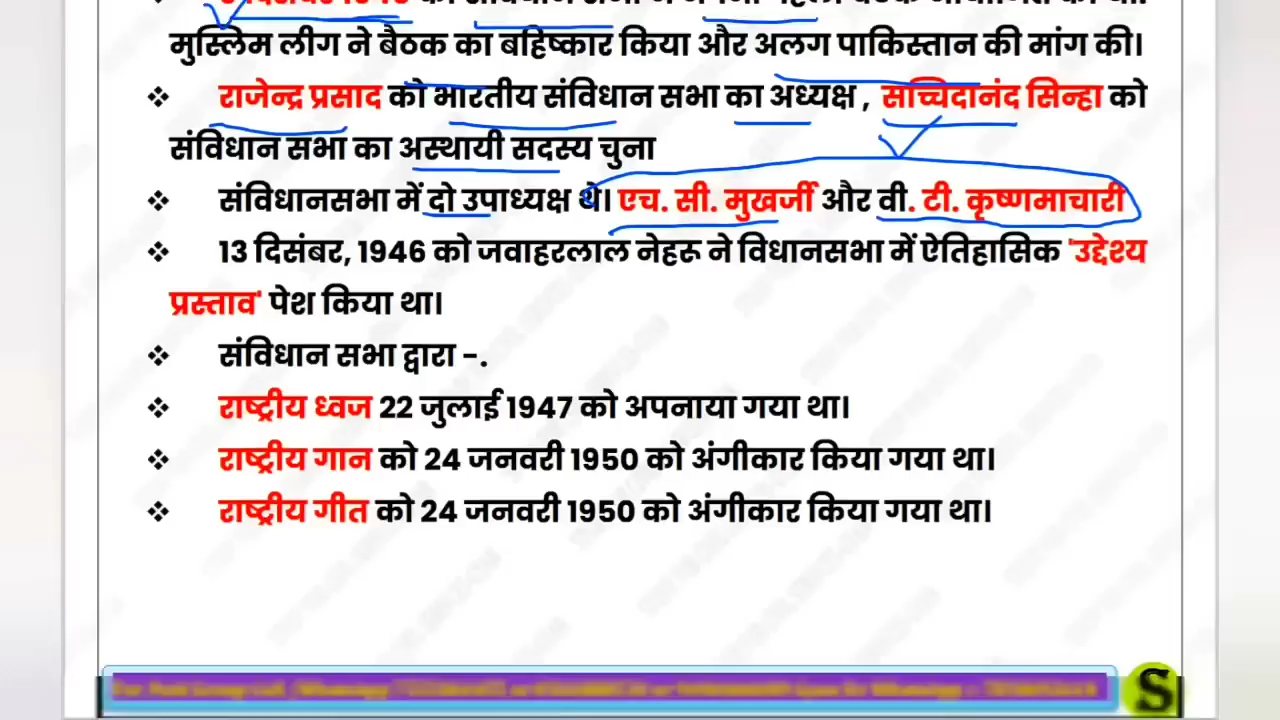 मुस्लिम लीग ने बैठक का बहिष्कार किया और अलग पाकिस्तान की मांग की।
❖ राजेन्द्र प्रसाद को भारतीय संविधान सभा का अध्यक्ष , सच्चिदानंद सिन्हा को
संविधान सभा का अस्थायी सदस्य चुना
❖ संविधानसभा में दो उपाध्यक्ष थे। एच. सी. मुखर्जी और वी. टी. कृष्णमाचारी
❖ 13 दिसंबर, 1946 को जवाहरलाल नेहरू ने विधानसभा में ऐतिहासिक 'उद्देश्य
प्रस्ताव' पेश किया था।
❖ संविधान सभा द्वारा -.
❖ राष्ट्रीय ध्वज 22 जुलाई 1947 को अपनाया गया था।
❖ राष्ट्रीय गान को 24 जनवरी 1950 को अंगीकार किया गया था।
❖ राष्ट्रीय गीत को 24 जनवरी 1950 को अंगीकार किया गया था।
S